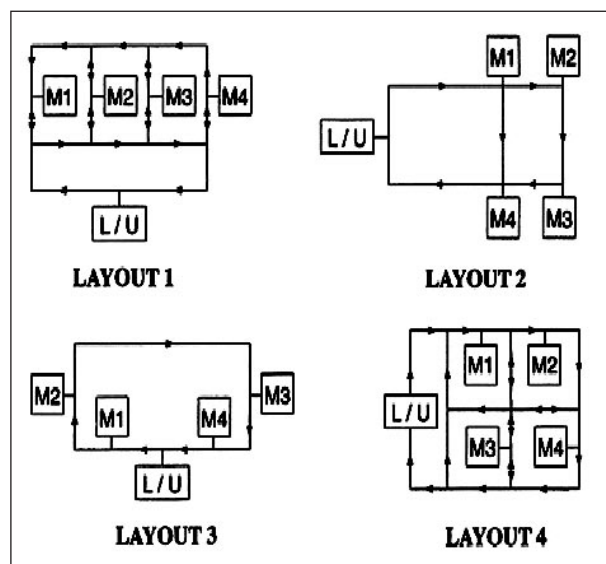 M1 M2 M3 M4
L/U
LAYOUT 1
M1 M2
L/U
M4 M3
LAYOUT 2
M2 M3
M1 M4
L/U
LAYOUT 3
M1 M2
L/U
M3 M4
LAYOUT 4